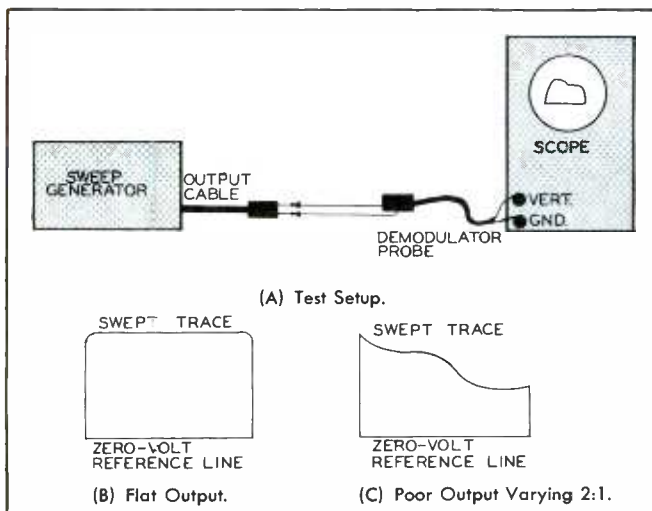 SWEEP
GENERATOR
OUTPUT
CABLE
DEMODULATOR
PROBE
SCOPE
VERT.
GND.
(A) Test Setup.
SWEPT TRACE
ZERO-VOLT
REFERENCE LINE
(B) Flat Output.
SWEPT TRACE
ZERO-VOLT
REFERENCE LINE
(C) Poor Output Varying 2:1.